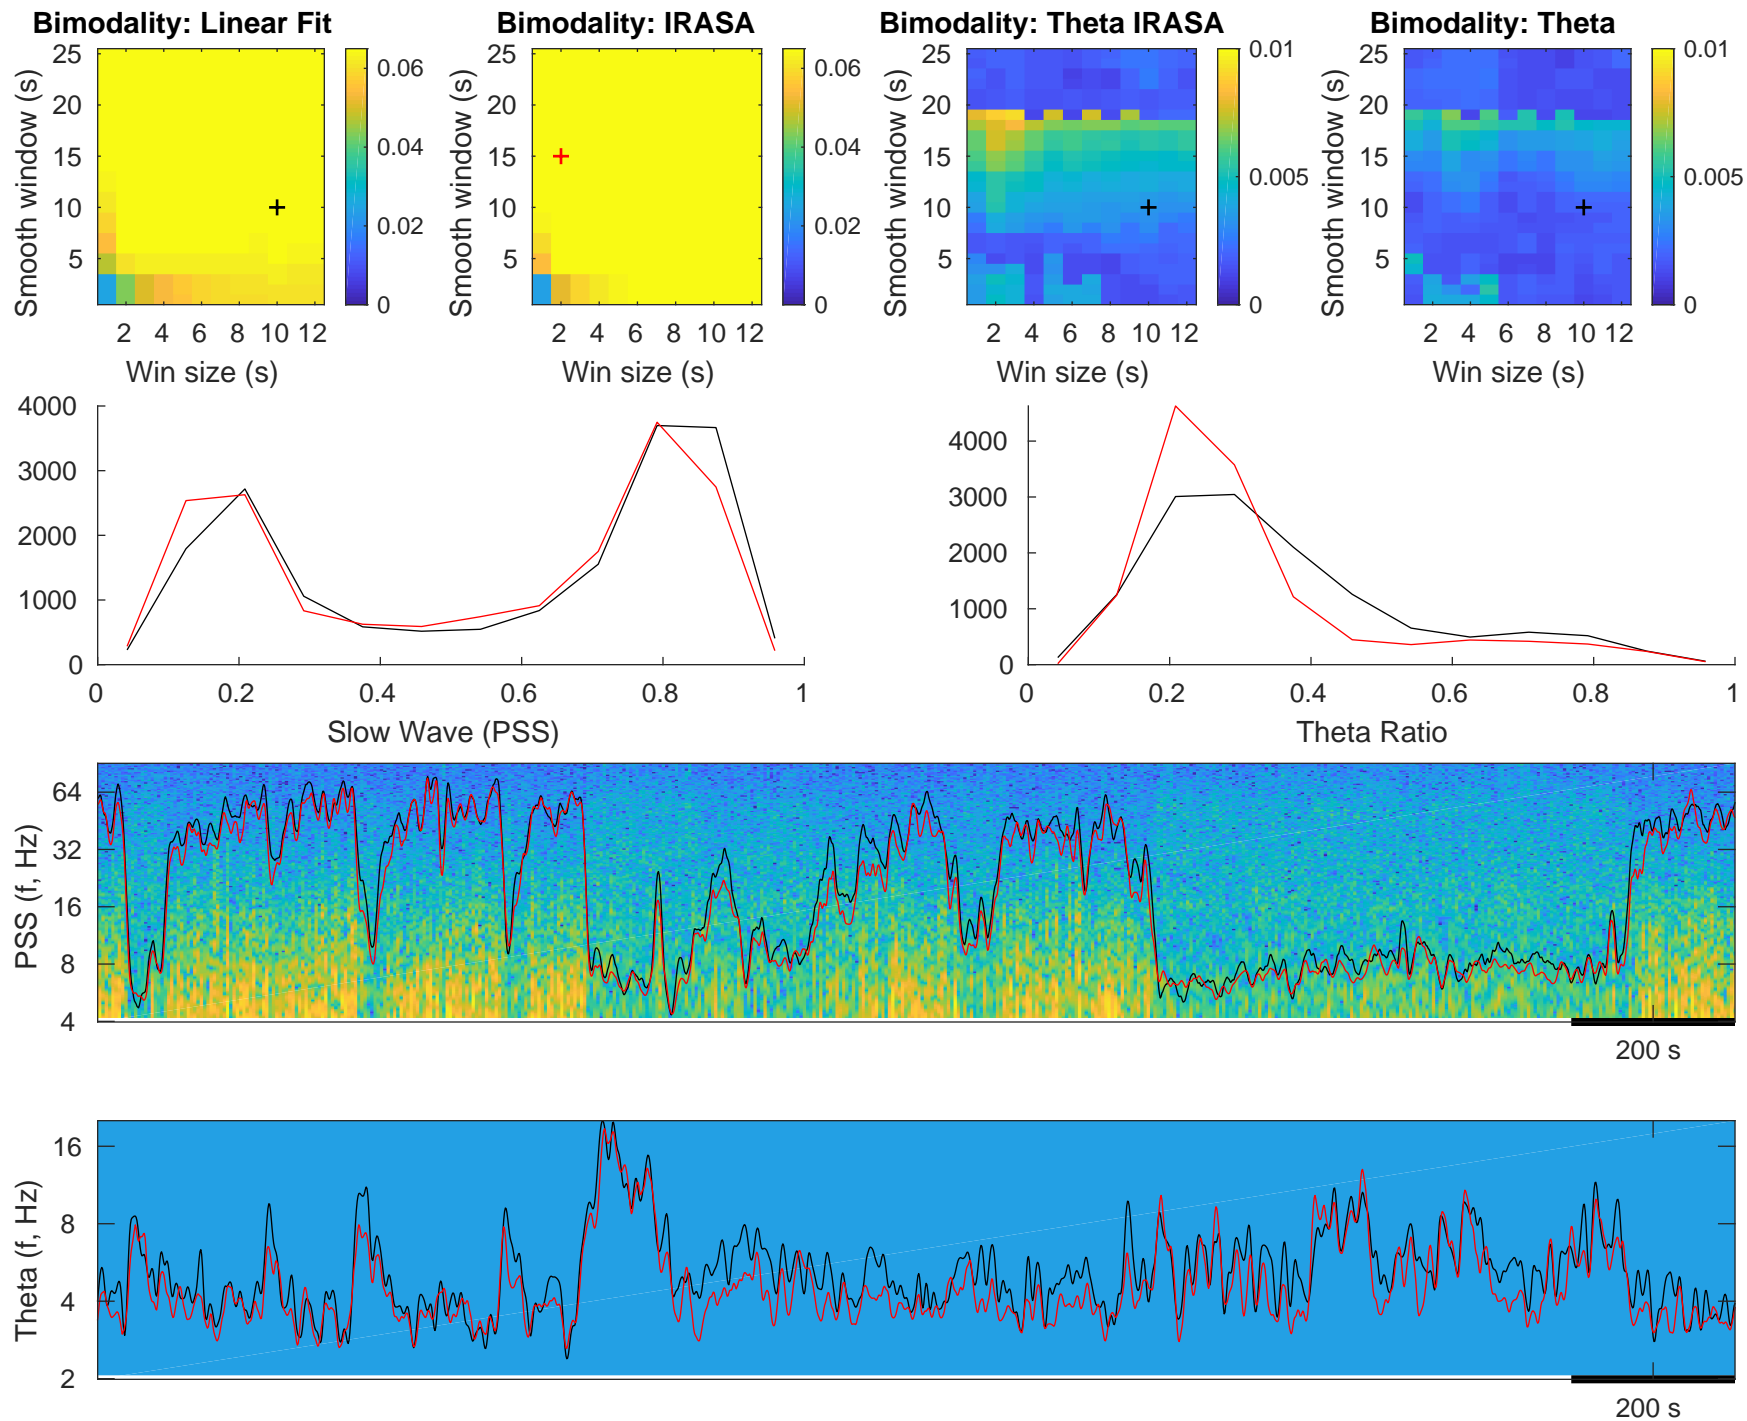 Bimodality: Linear Fit
Bimodality: IRASA
Bimodality: Theta IRASA
Bimodality: Theta
Smooth window (s)
25
20
15
10
5
2 4 6 8 10 12
Win size (s)
0.06
0.04
0.02
0
Smooth window (s)
25
20
15
10
5
2 4 6 8 10 12
Win size (s)
0.06
0.04
0.02
0
Smooth window (s)
25
20
15
10
5
2 4 6 8 10 12
Win size (s)
0.01
0.005
0
Smooth window (s)
25
20
15
10
5
2 4 6 8 10 12
Win size (s)
0.01
0.005
0
4000
3000
2000
1000
0
0 0.2 0.4 0.6 0.8 1
Slow Wave (PSS)
4000
3000
2000
1000
0
0 0.2 0.4 0.6 0.8 1
Theta Ratio
PSS (f, Hz)
64
32
16
8
4
200 s
Theta (f, Hz)
16
8
4
2
200 s